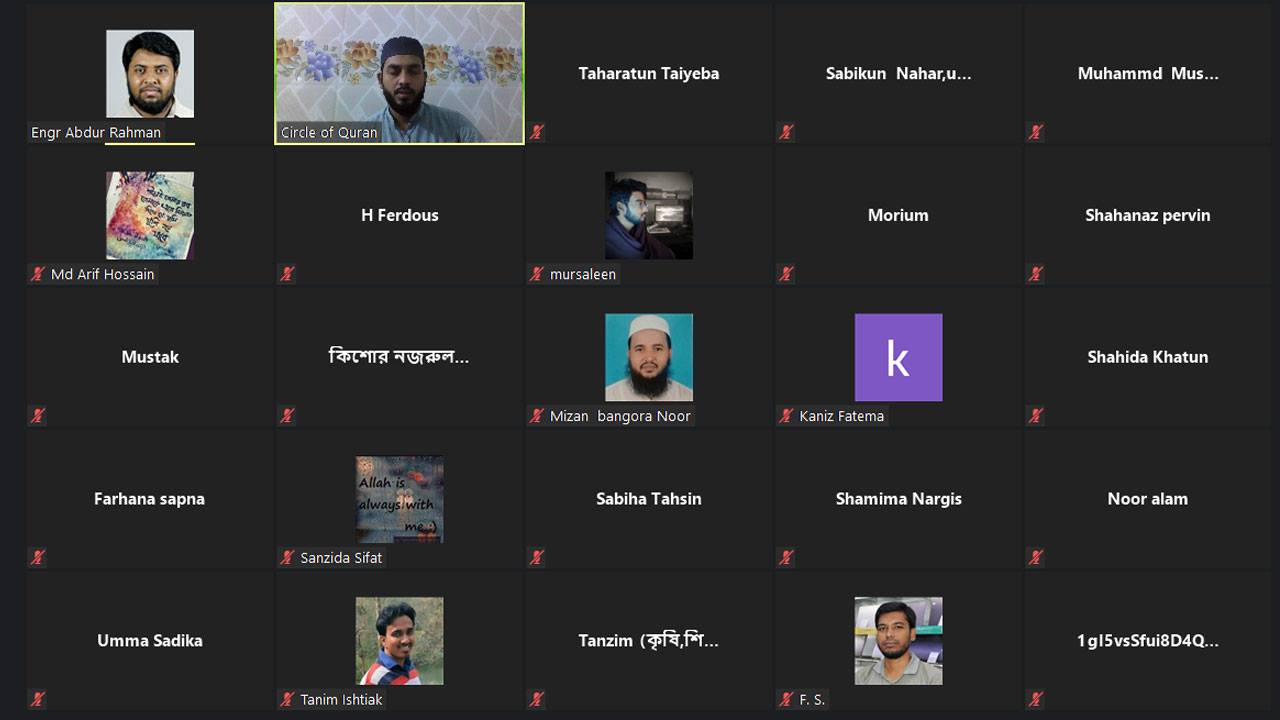 Engr Abdur Rahman
Circle of Quran
Taharatun Taiyeba
Sabikun Nahar,u...
Muhammd Mus...
Md Arif Hossain
H Ferdous
mursaleen
Morium
Shahanaz pervin
Mustak
কিশোর নজরুল...
Mizan bangora Noor
k
Kaniz Fatema
Shahida Khatun
Farhana sapna
Allah is
always with
me :)
Sanzida Sifat
Sabiha Tahsin
Shamima Nargis
Noor alam
Umma Sadika
Tanim Ishtiak
Tanzim (কৃষি,শি...
F. S.
1gI5vsSfui8D4Q...